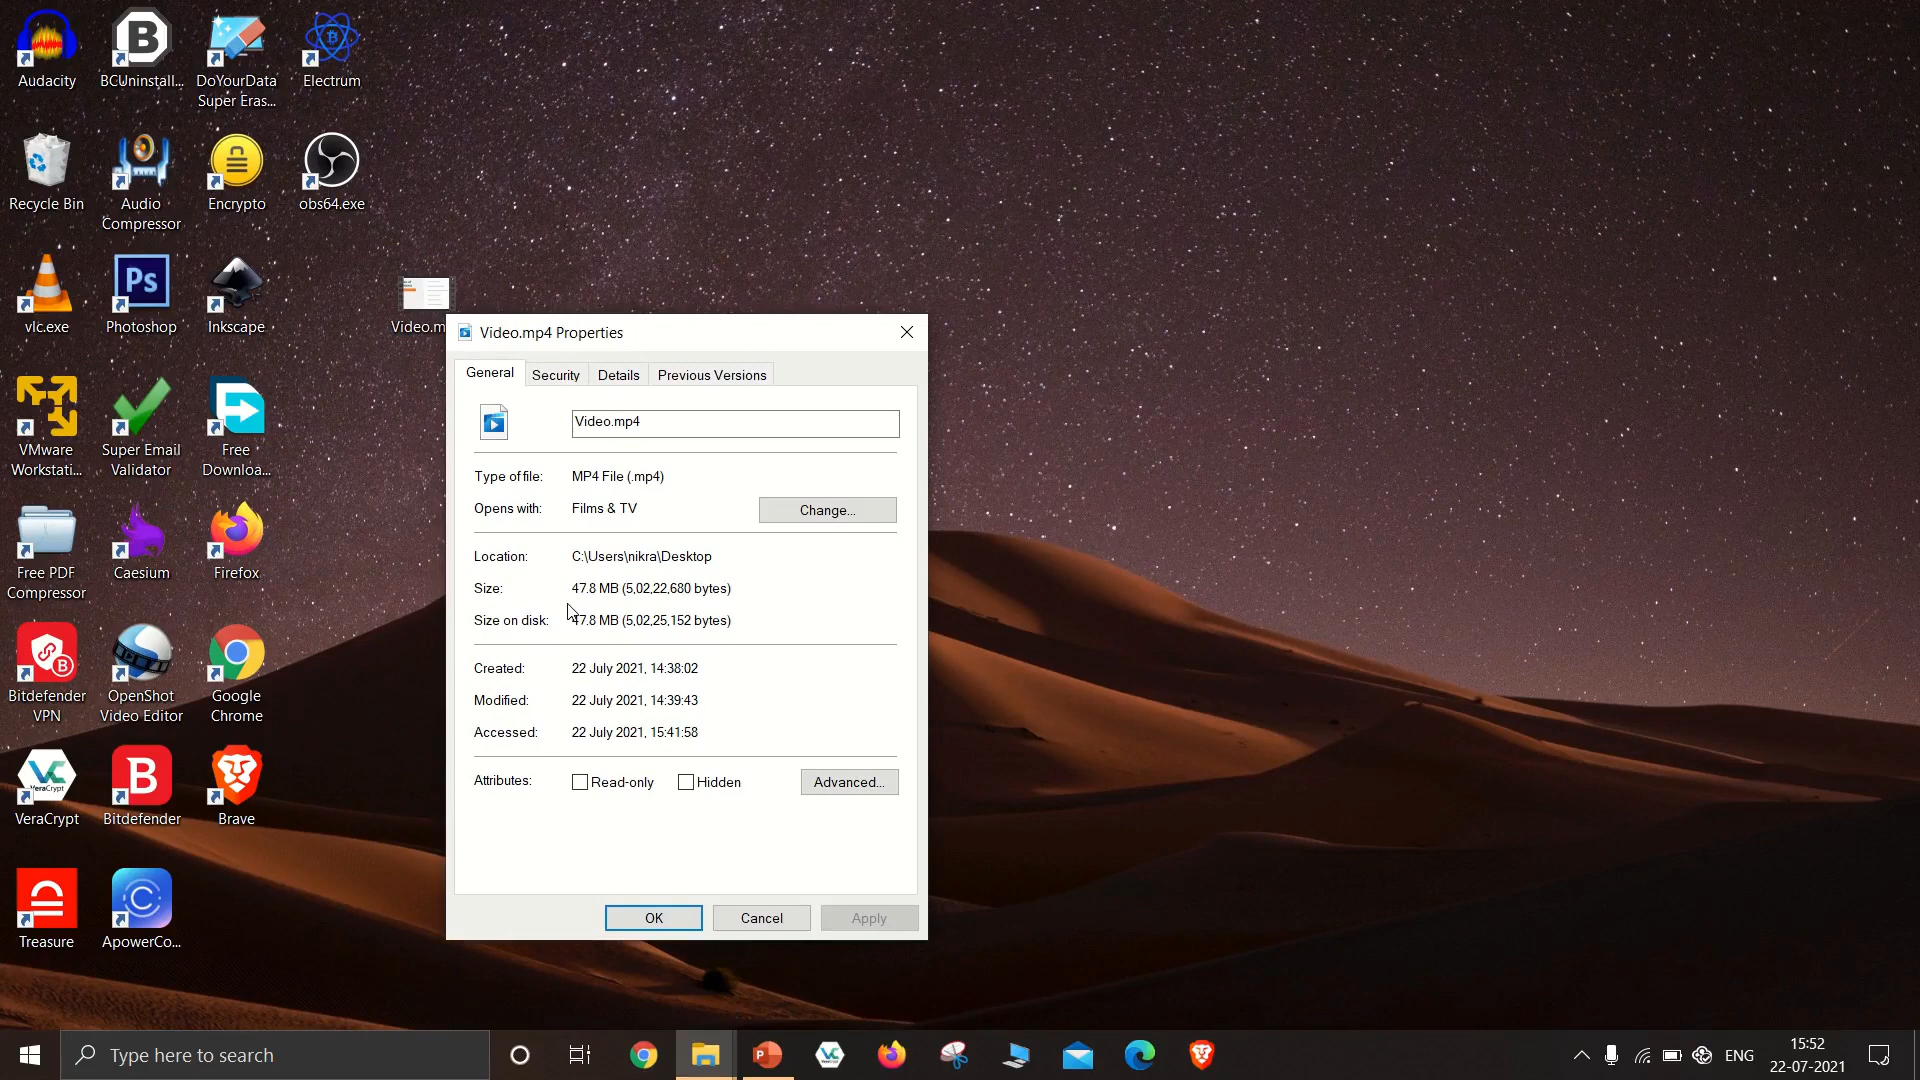 Audacity
BCUninstall...
DoYourData
Super Eras...
Electrum
Recycle Bin
Audio
Compressor
Encrypto
obs64.exe
vlc.exe
Ps
Photoshop
Inkscape
Video.m
VMware
Workstati...
Super Email
Validator
Free
Downloa...
Free PDF
Compressor
Caesium
Firefox
Bitdefender
VPN
OpenShot
Video Editor
Google
Chrome
VeraCrypt
VeraCrypt
Bitdefender
Brave
Treasure
ApowerCo...
Video.mp4 Properties
General
Security
Details
Previous Versions
Video.mp4
Type of file:
MP4 File (.mp4)
Opens with:
Films & TV
Change...
Location:
C:\Users\nikra\Desktop
Size:
47.8 MB (5,02,22,680 bytes)
Size on disk:
47.8 MB (5,02,25,152 bytes)
Created:
22 July 2021, 14:38:02
Modified:
22 July 2021, 14:39:43
Accessed:
22 July 2021, 15:41:58
Attributes:
Read-only
Hidden
Advanced...
OK
Cancel
Apply
Type here to search
ENG
15:52
22-07-2021